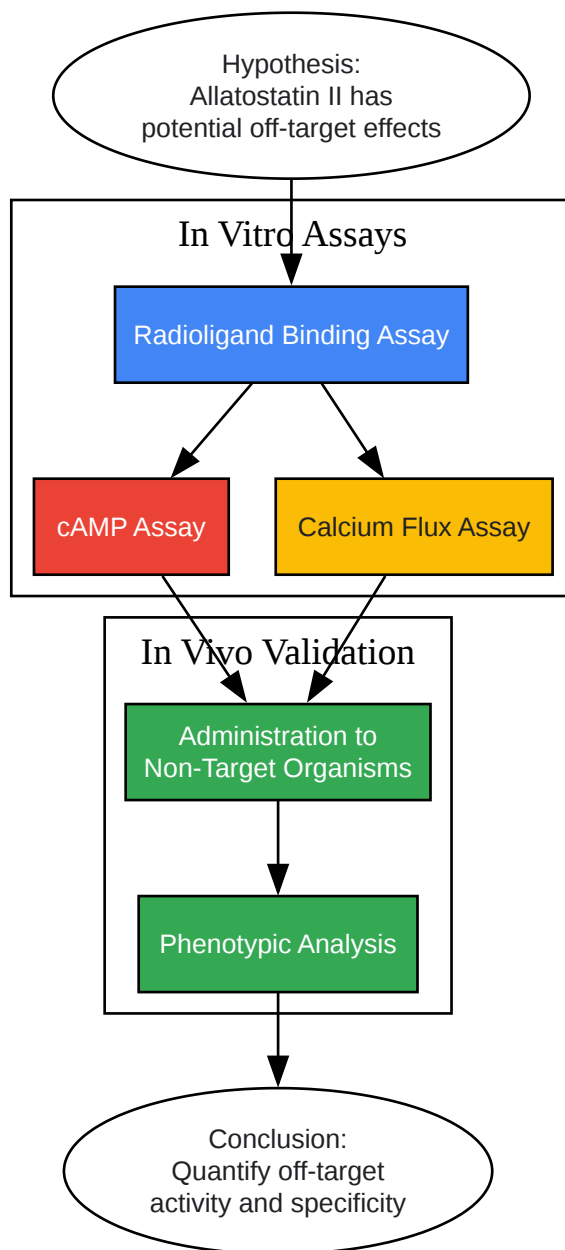 Hypothesis:
Allatostatin II has
potential off-target effects
In Vitro Assays
Radioligand Binding Assay
cAMP Assay
Calcium Flux Assay
In Vivo Validation
Administration to
Non-Target Organisms
Phenotypic Analysis
Conclusion:
Quantify off-target
activity and specificity